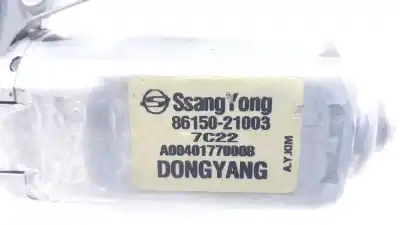 SsangYong
86150-21003
7C22
A00401770008
DONGYANG
A.Y.KIM